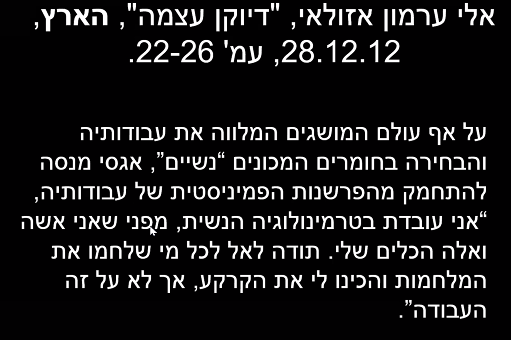 אלי ערמון אזולאי, "דיוקן עצמה", הארץ,
28.12.12, עמ' 22-26.
על אף עולם המושגים המלווה את עבודותיה
והבחירה בחומרים המכונים "נשיים”, אגסי מנסה
להתחמק מהפרשנות הפמיניסטית של עבודותיה,
“אני עובדת בטרמינולוגיה הנשית, מפני שאני אשה
ואלה הכלים שלי. תודה לאל לכל מי שלחמו את
המלחמות והכינו לי את הקרקע, אך לא על זה
העבודה”.